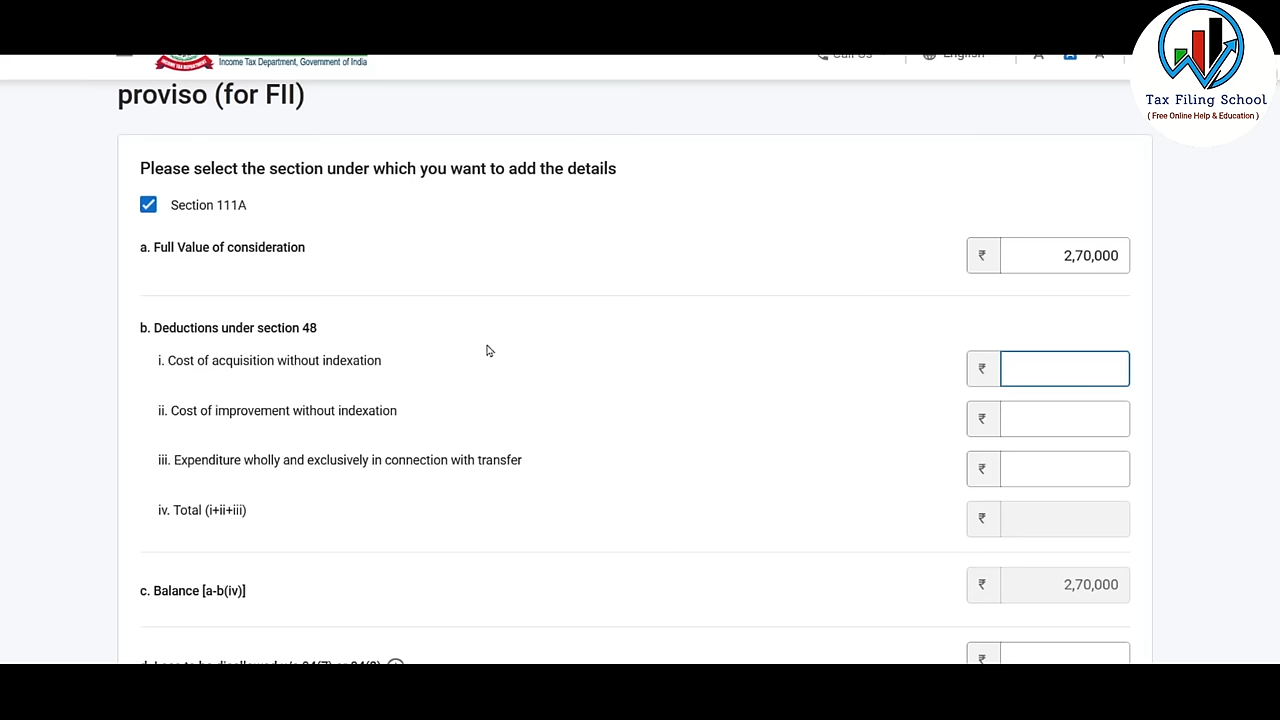 Income Tax Department, Government of India
Call Us
English
Tax Filing School
( Free Online Help & Education )
proviso (for FII)
Please select the section under which you want to add the details
Section 111A
a. Full Value of consideration
₹ 2,70,000
b. Deductions under section 48
i. Cost of acquisition without indexation
₹
ii. Cost of improvement without indexation
₹
iii. Expenditure wholly and exclusively in connection with transfer
₹
iv. Total (i+ii+iii)
₹
c. Balance [a-b(iv)]
₹ 2,70,000
₹